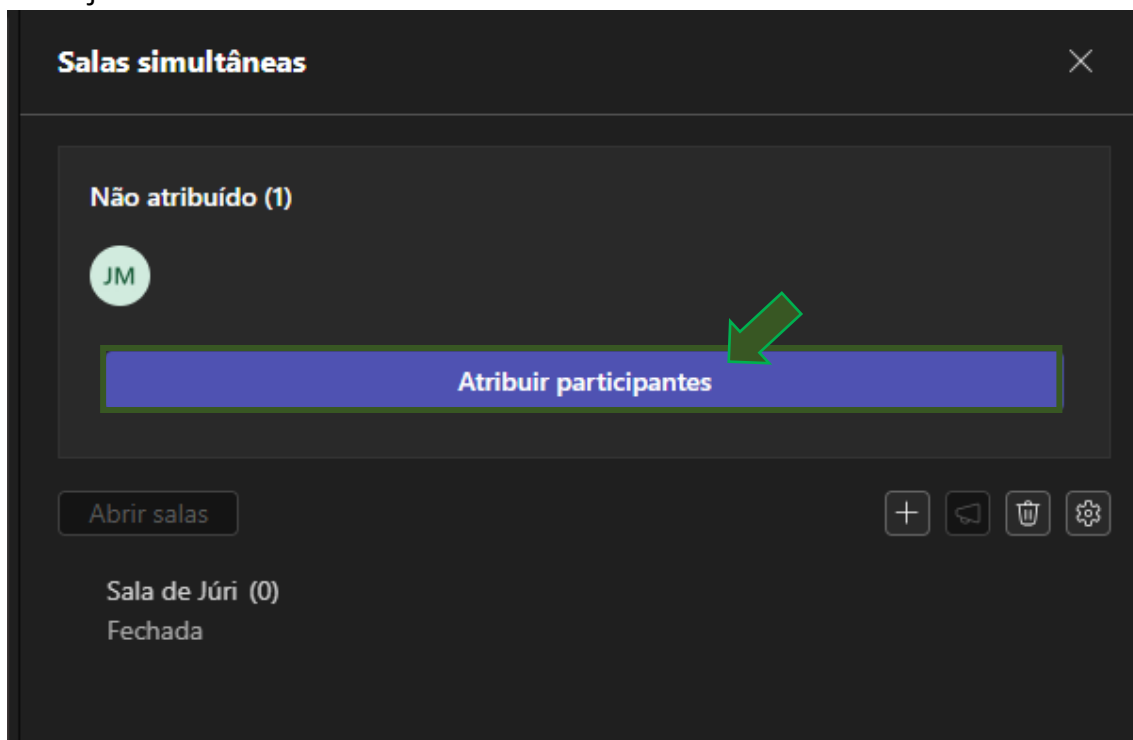 Salas simultâneas
Não atribuído (1)
JM
Atribuir participantes
Abrir salas
Sala de Júri (0)
Fechada